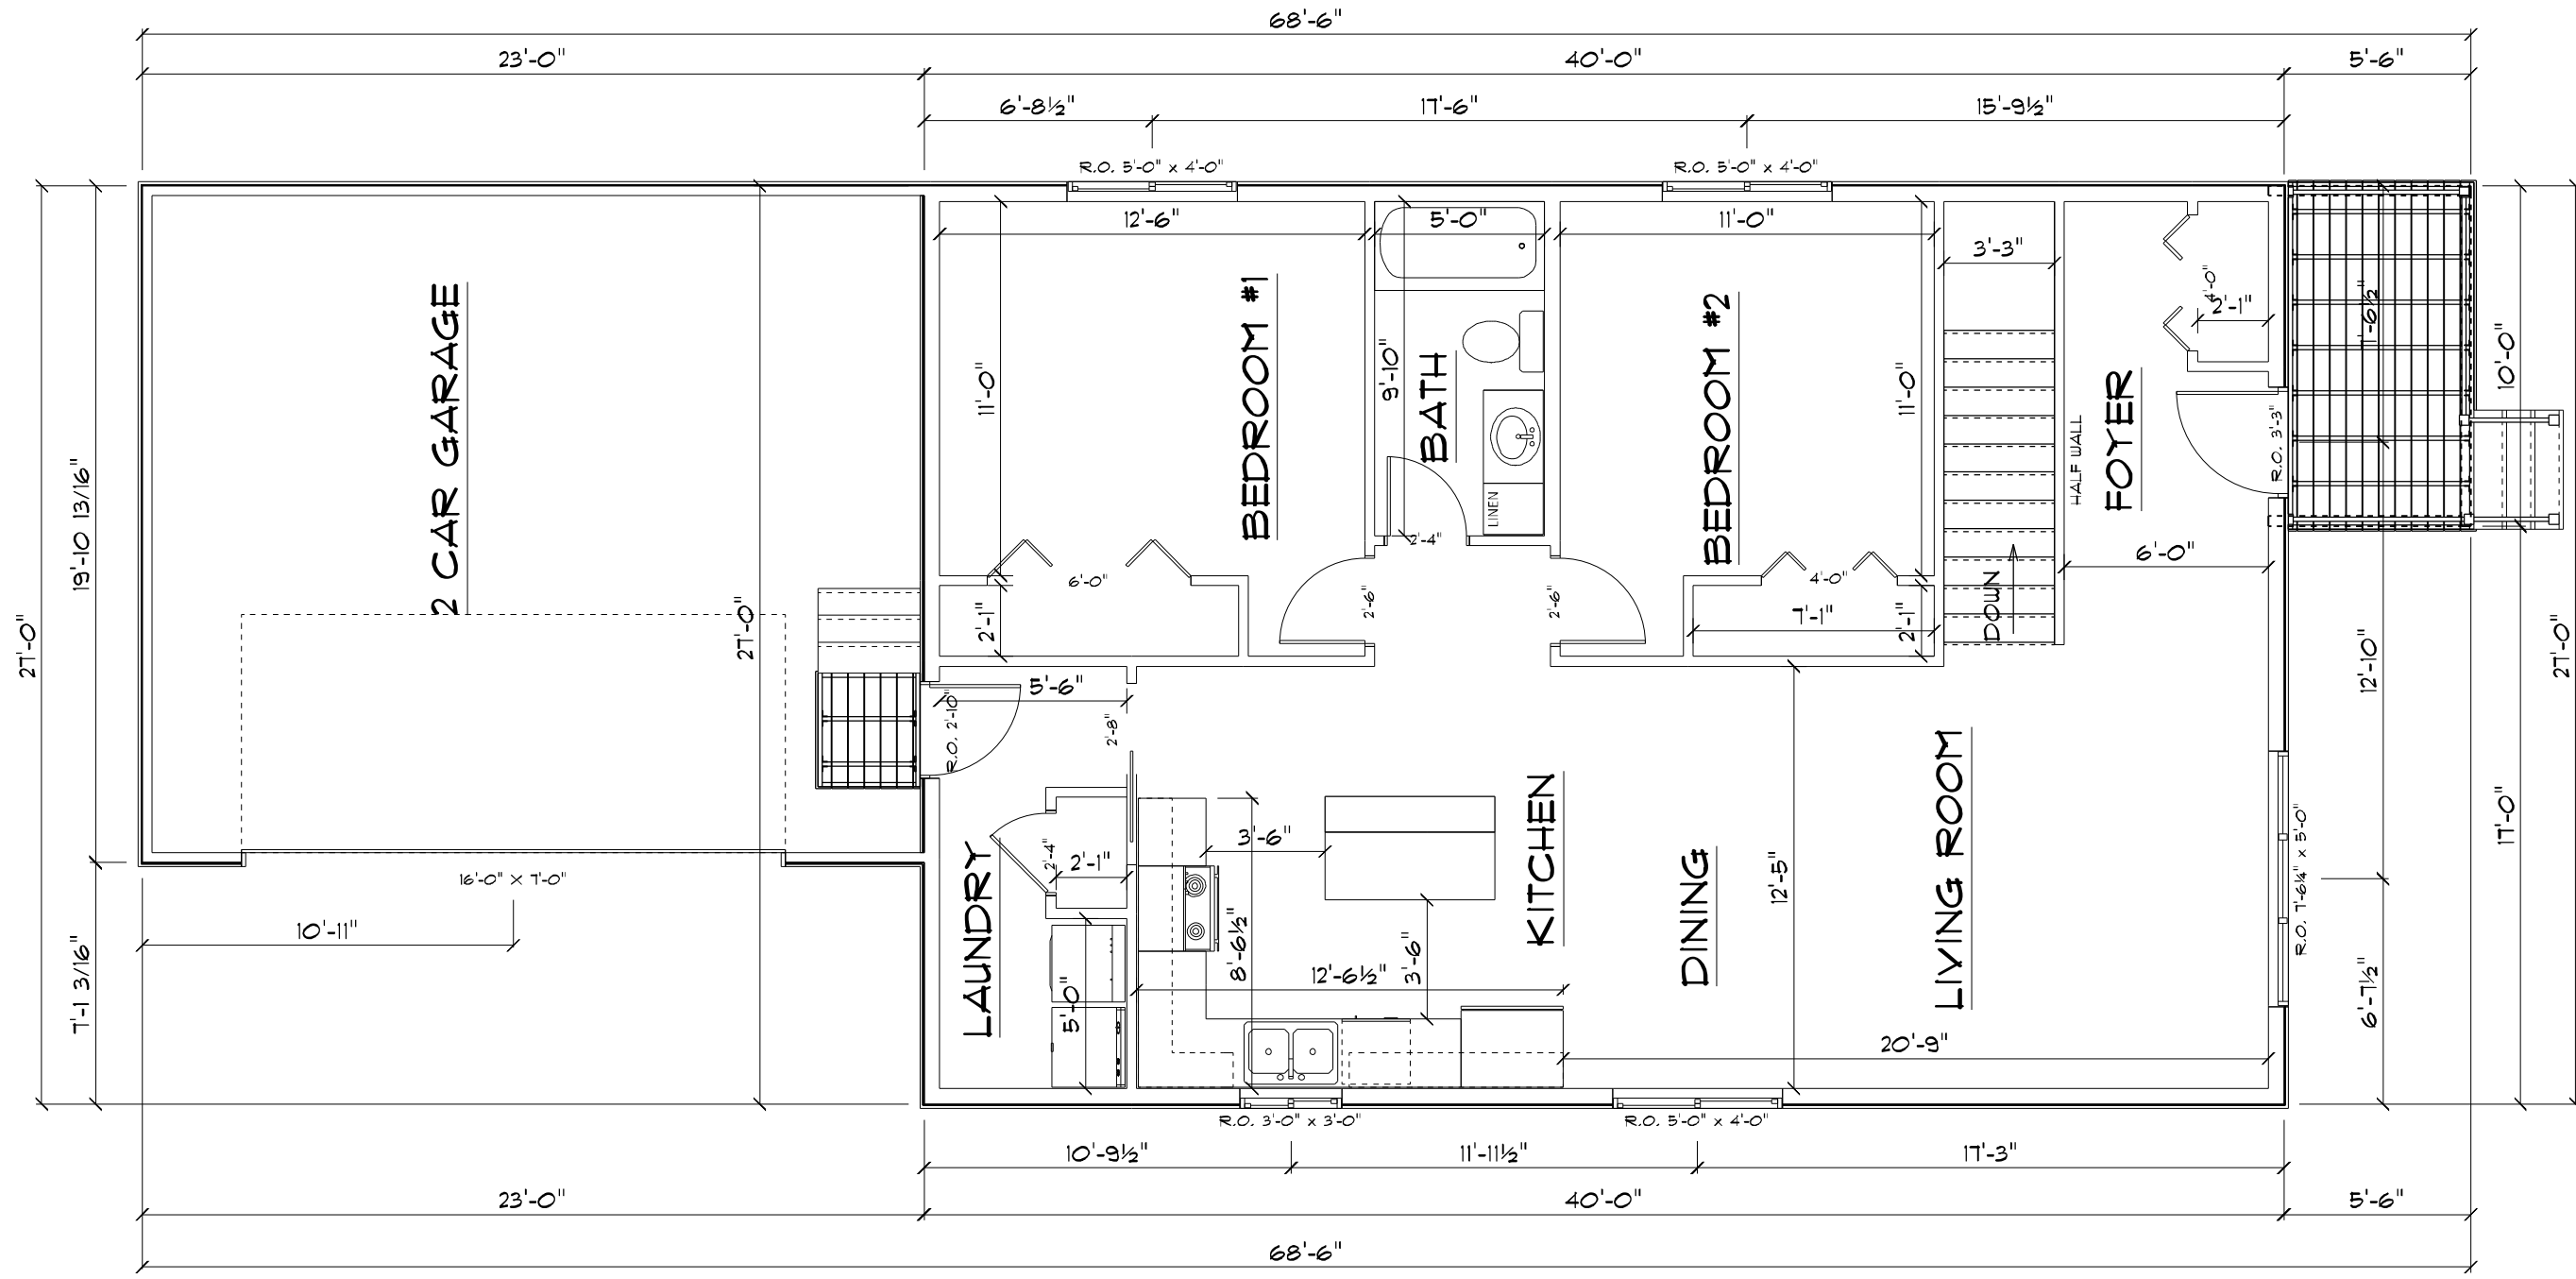 68'-6"
23'-0"
40'-0"
5'-6"
6'-8½"
17'-6"
15'-9½"
R.O. 5'-0" x 4'-0"
R.O. 5'-0" x 4'-0"
12'-6"
5'-0"
11'-0"
3'-3"
4'-0"
2'-1"
2 CAR GARAGE
BEDROOM #1
BATH
BEDROOM #2
FOYER
HALF WALL
11'-0"
9'-10"
11'-0"
R.O. 3'-3"
10'-0"
19'-10 13/16"
27'-0"
27'-0"
LINEN
2'-4"
6'-0"
4'-0"
6'-0"
DOWN
2'-1"
2'-6"
2'-6"
7'-1"
2'-1"
12'-10"
27'-0"
5'-6"
R.O. 2'-10"
2'-8"
LAUNDRY
2'-4"
2'-1"
3'-6"
KITCHEN
DINING
12'-5"
LIVING ROOM
R.O. 7'-6¼" x 5'-0"
17'-0"
16'-0" X 7'-0"
10'-11"
7'-1 3/16"
5'-0"
8'-6½"
12'-6½"
3'-6"
20'-9"
6'-7½"
R.O. 3'-0" x 3'-0"
R.O. 5'-0" x 4'-0"
10'-9½"
11'-11½"
17'-3"
23'-0"
40'-0"
5'-6"
68'-6"